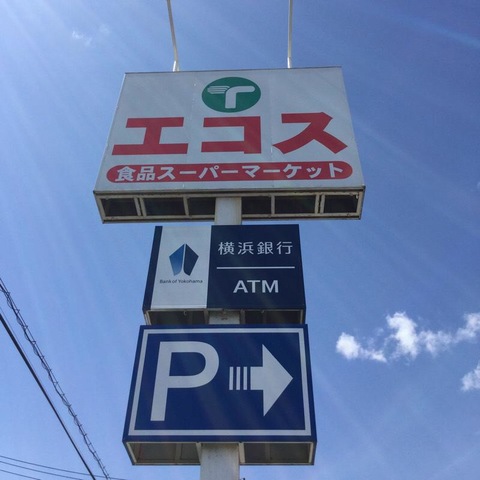 エコス
食品スーパーマーケット
横浜銀行
Bank of Yokohama
ATM
P